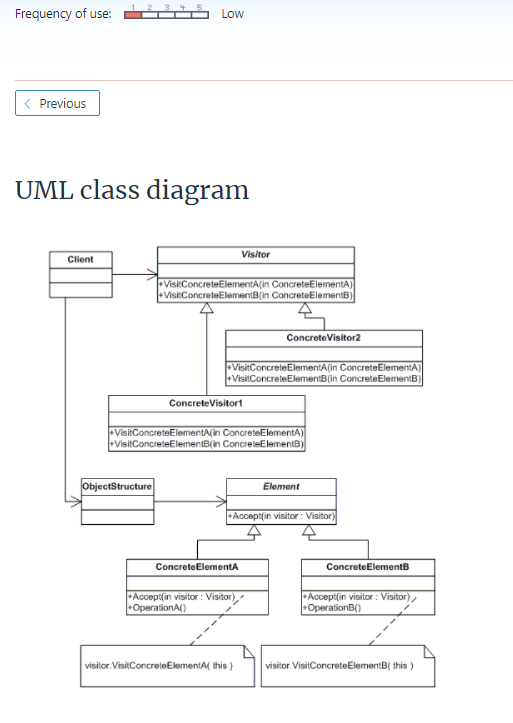 Frequency of use:
1 2 3 4 5
Low
Previous
UML class diagram
Client
Visitor
+VisitConcreteElementA(in ConcreteElementA)
+VisitConcreteElementB(in ConcreteElementB)
ConcreteVisitor2
+VisitConcreteElementA(in ConcreteElementA)
+VisitConcreteElementB(in ConcreteElementB)
ConcreteVisitor1
+VisitConcreteElementA(in ConcreteElementA)
+VisitConcreteElementB(in ConcreteElementB)
ObjectStructure
Element
+Accept(in visitor : Visitor)
ConcreteElementA
+Accept(in visitor : Visitor)
+OperationA()
ConcreteElementB
+Accept(in visitor : Visitor)
+OperationB()
visitor.VisitConcreteElementA( this )
visitor.VisitConcreteElementB( this )